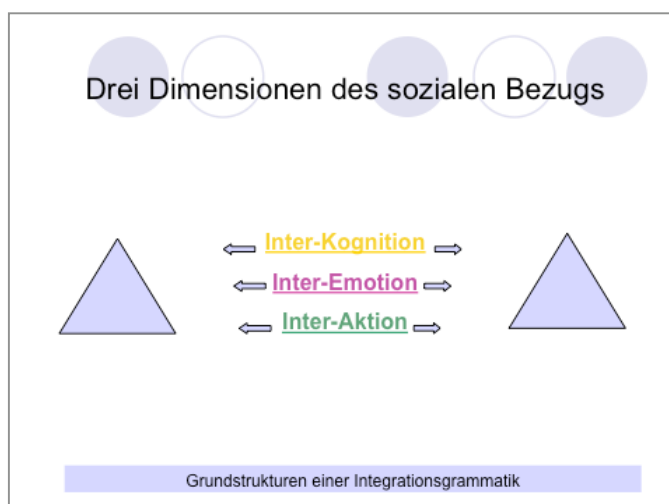 Drei Dimensionen des sozialen Bezugs
Inter-Kognition
Inter-Emotion
Inter-Aktion
Grundstrukturen einer Integrationsgrammatik